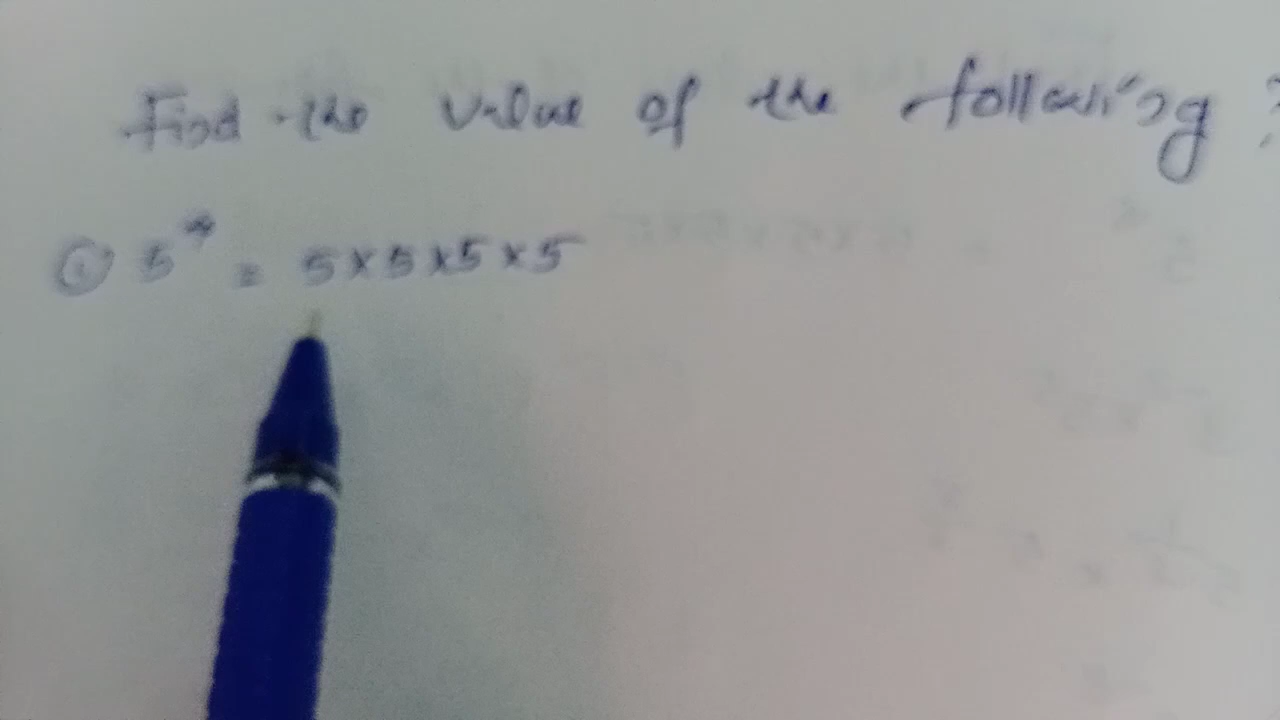 Find the value of the following ?
(i) 5⁴ = 5×5×5×5